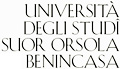 UNIVERSITÀ
DEGLI STUDI
SUOR ORSOLA
BENINCASA